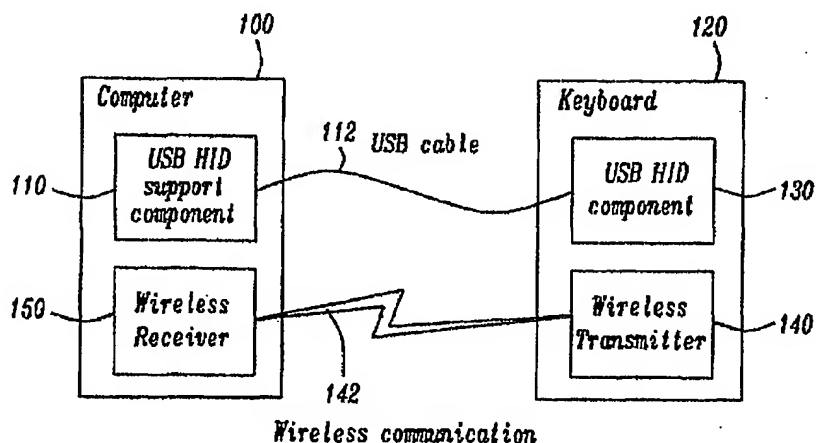 100
120
Computer
Keyboard
112 USB cable
USB HID
support
component
USB HID
component
110
130
150
Wireless
Receiver
Wireless
Transmitter
140
142
Wireless communication